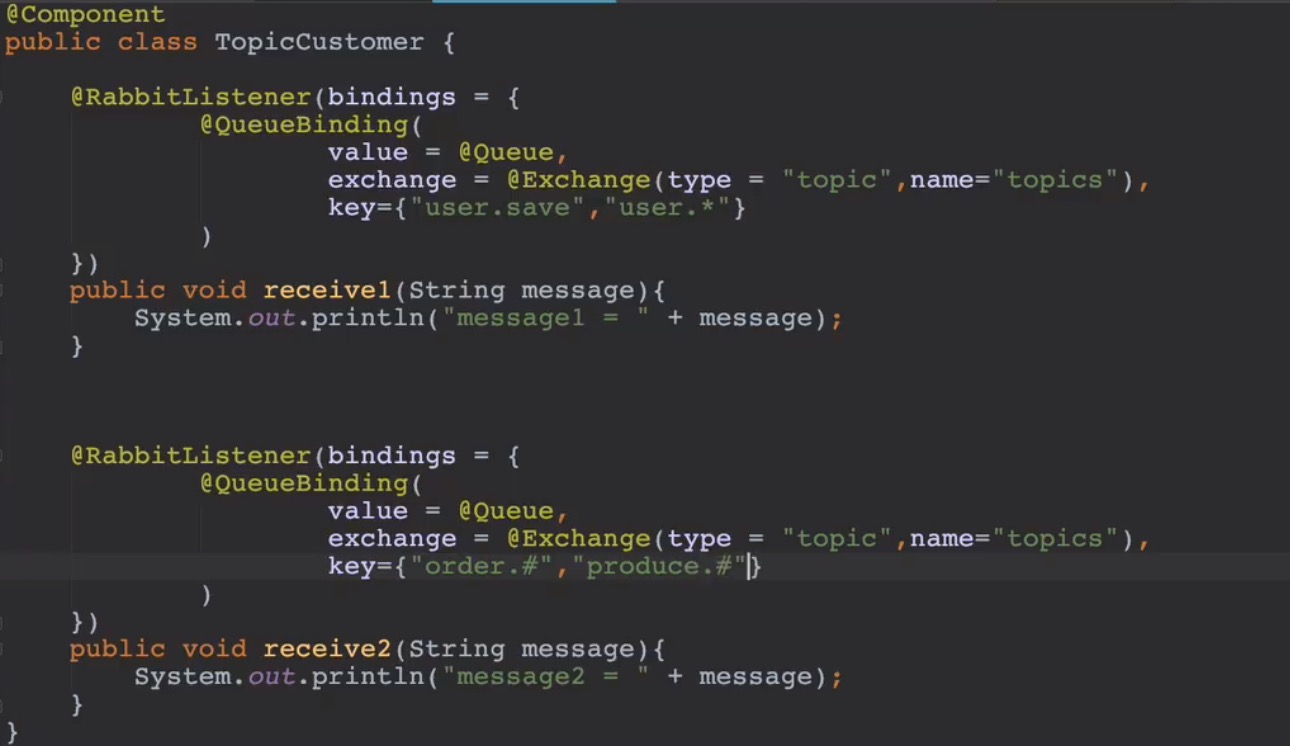 @Component
public class TopicCustomer {
@RabbitListener(bindings = {
@QueueBinding(
value = @Queue,
exchange = @Exchange(type = "topic",name="topics"),
key={"user.save","user.*"}
)
})
public void receive1(String message){
System.out.println("message1 = " + message);
}
@RabbitListener(bindings = {
@QueueBinding(
value = @Queue,
exchange = @Exchange(type = "topic",name="topics"),
key={"order.#","produce.#"}
)
})
public void receive2(String message){
System.out.println("message2 = " + message);
}
}